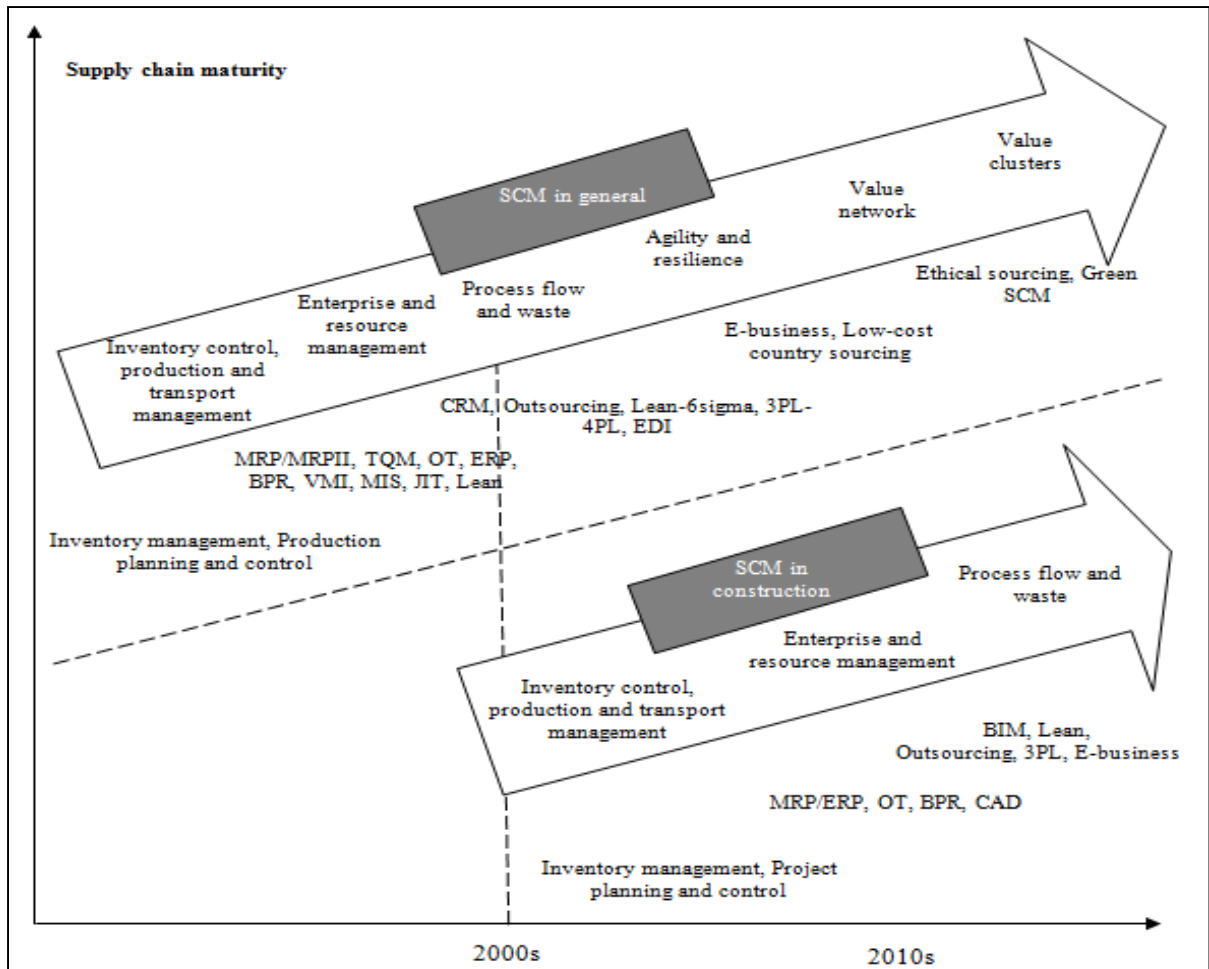 Supply chain maturity
Value
clusters
SCM in general
Value
network
Agility and
resilience
Ethical sourcing, Green
SCM
Process flow
and waste
Enterprise and
resource
management
E-business, Low-cost
country sourcing
Inventory control,
production and
transport
management
CRM, Outsourcing, Lean-6sigma, 3PL-
4PL, EDI
MRP/MRPII, TQM, OT, ERP,
BPR, VMI, MIS, JIT, Lean
Inventory management, Production
planning and control
SCM in
construction
Process flow and
waste
Enterprise and
resource management
Inventory control,
production and transport
management
BIM, Lean,
Outsourcing, 3PL, E-business
MRP/ERP, OT, BPR, CAD
Inventory management, Project
planning and control
2000s
2010s